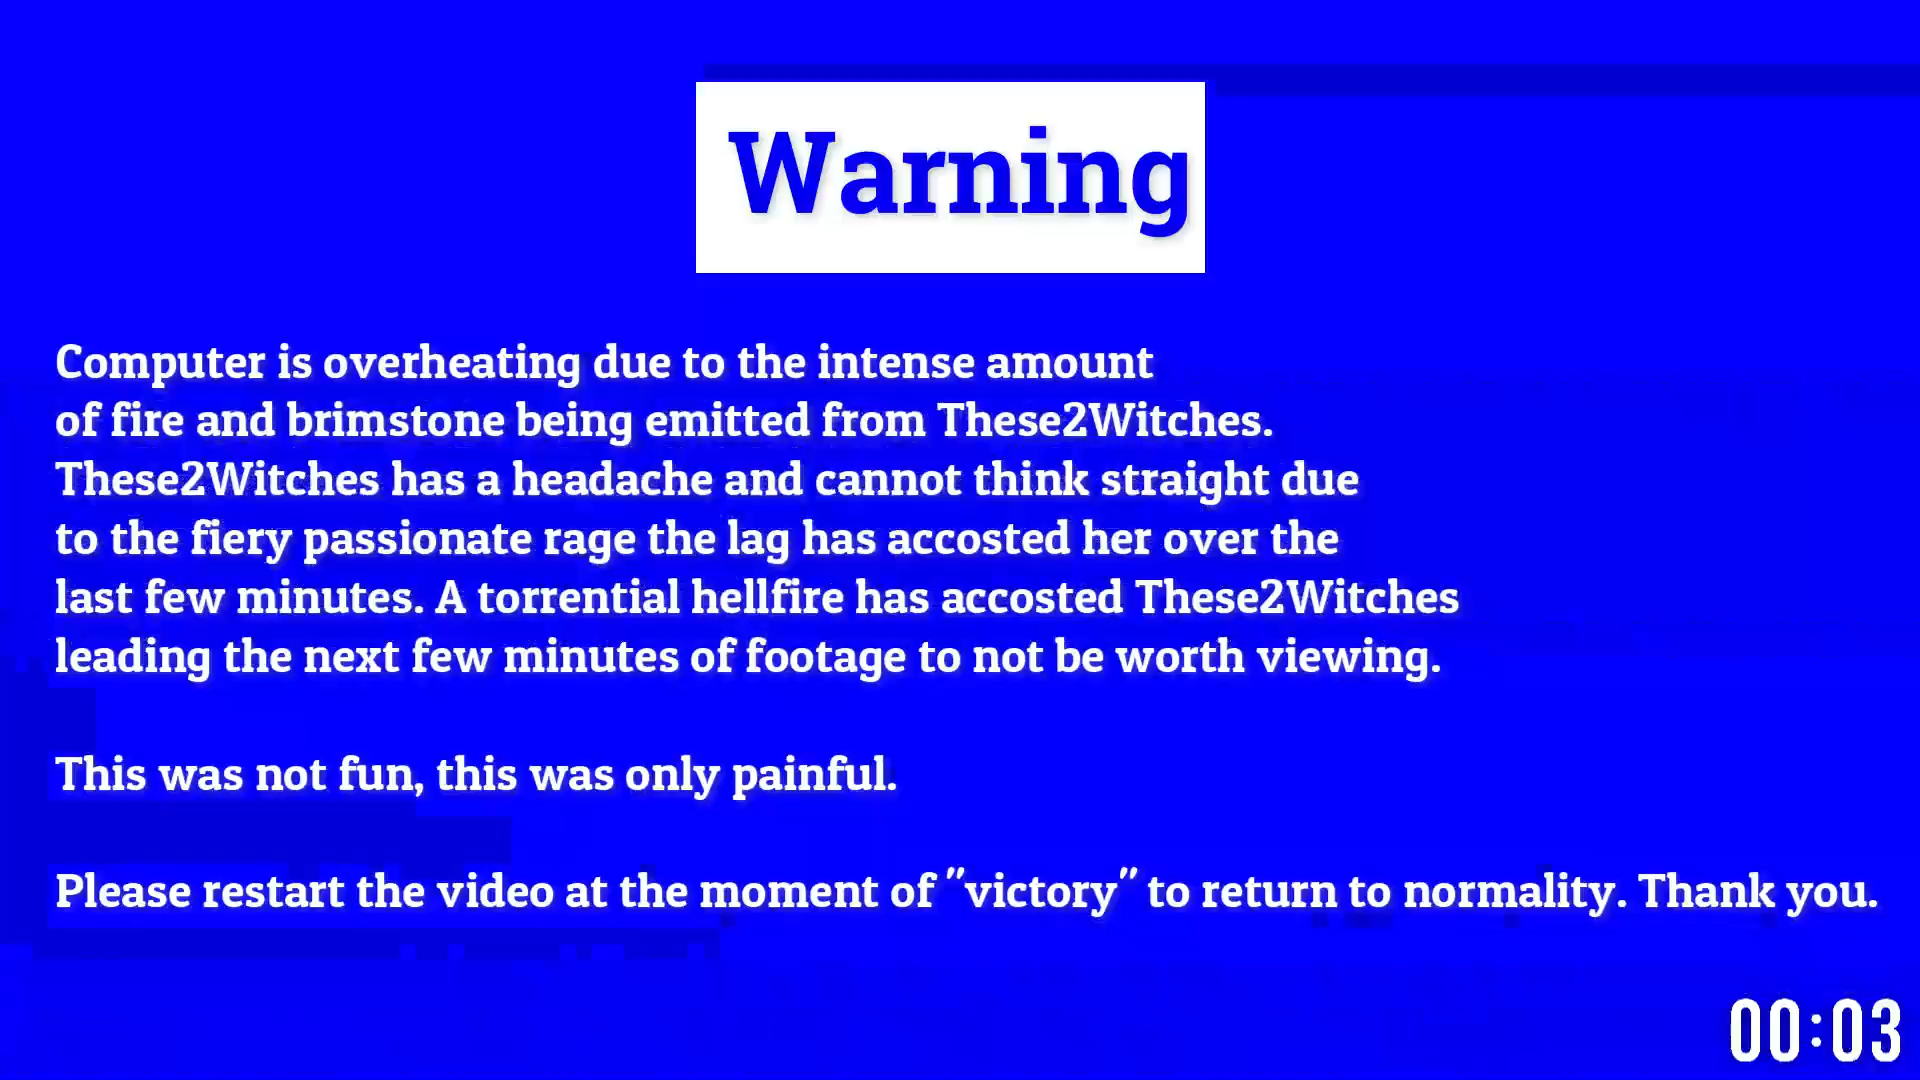 Warning
Computer is overheating due to the intense amount
of fire and brimstone being emitted from These2Witches.
These2Witches has a headache and cannot think straight due
to the fiery passionate rage the lag has accosted her over the
last few minutes. A torrential hellfire has accosted These2Witches
leading the next few minutes of footage to not be worth viewing.
This was not fun, this was only painful.
Please restart the video at the moment of "victory" to return to normality. Thank you.
00:03